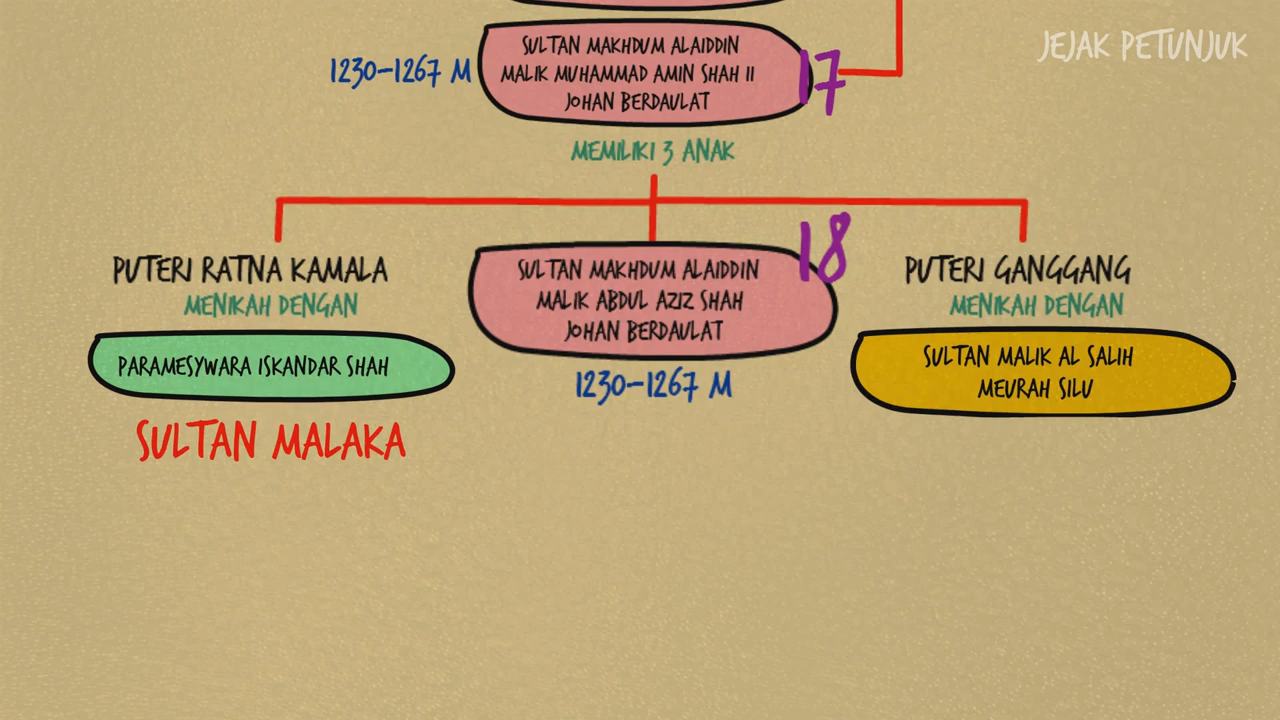 JEJAK PETUNJUK
SULTAN MAKHDUM ALAIDDIN
MALIK MUHAMMAD AMIN SHAH II
JOHAN BERDAULAT
1230-1267 M
17
MEMILIKI 3 ANAK
PUTERI RATNA KAMALA
MENIKAH DENGAN
PARAMESYWARA ISKANDAR SHAH
SULTAN MALAKA
18
SULTAN MAKHDUM ALAIDDIN
MALIK ABDUL AZIZ SHAH
JOHAN BERDAULAT
1230-1267 M
PUTERI GANGGANG
MENIKAH DENGAN
SULTAN MALIK AL SALIH
MEURAH SILU